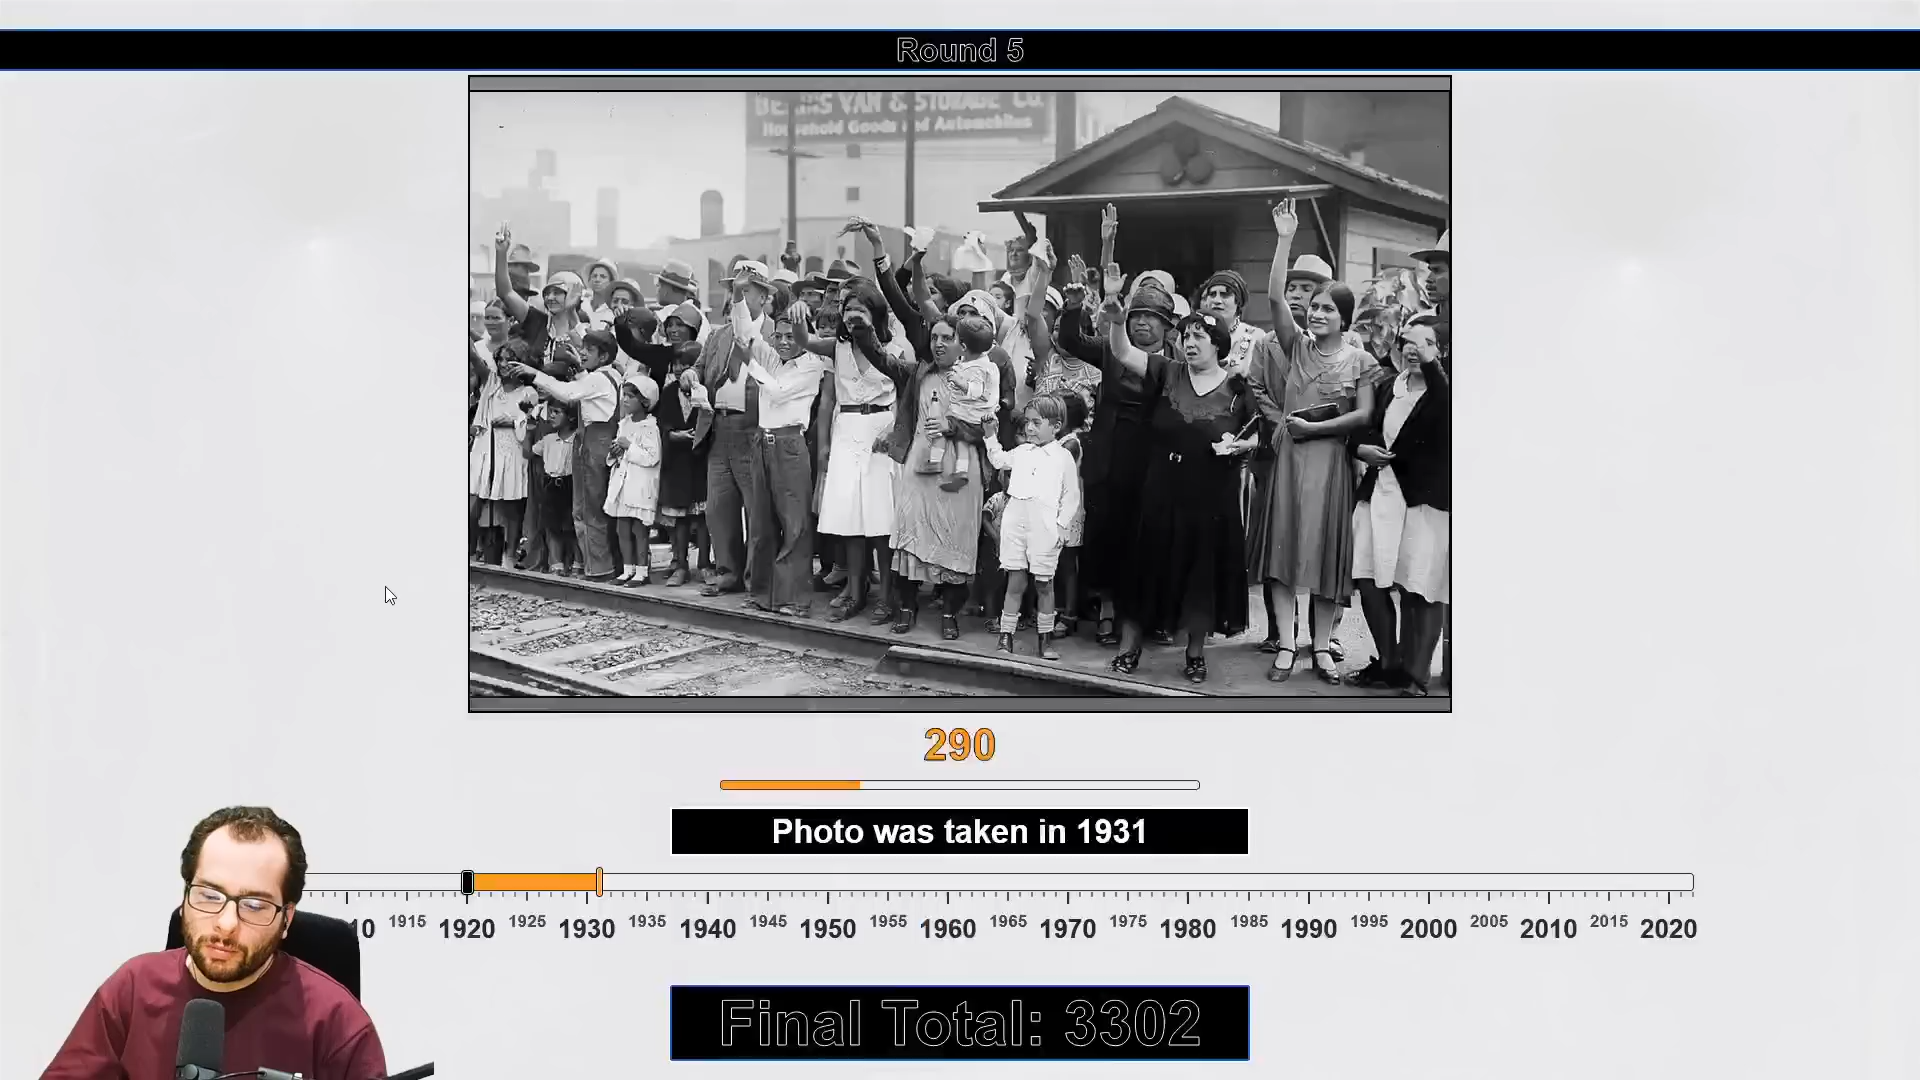 Round 5
VAN & STORAGE CO.
Household Goods and Automobiles
290
Photo was taken in 1931
10 1915 1920 1925 1930 1935 1940 1945 1950 1955 1960 1965 1970 1975 1980 1985 1990 1995 2000 2005 2010 2015 2020
Final Total: 3302